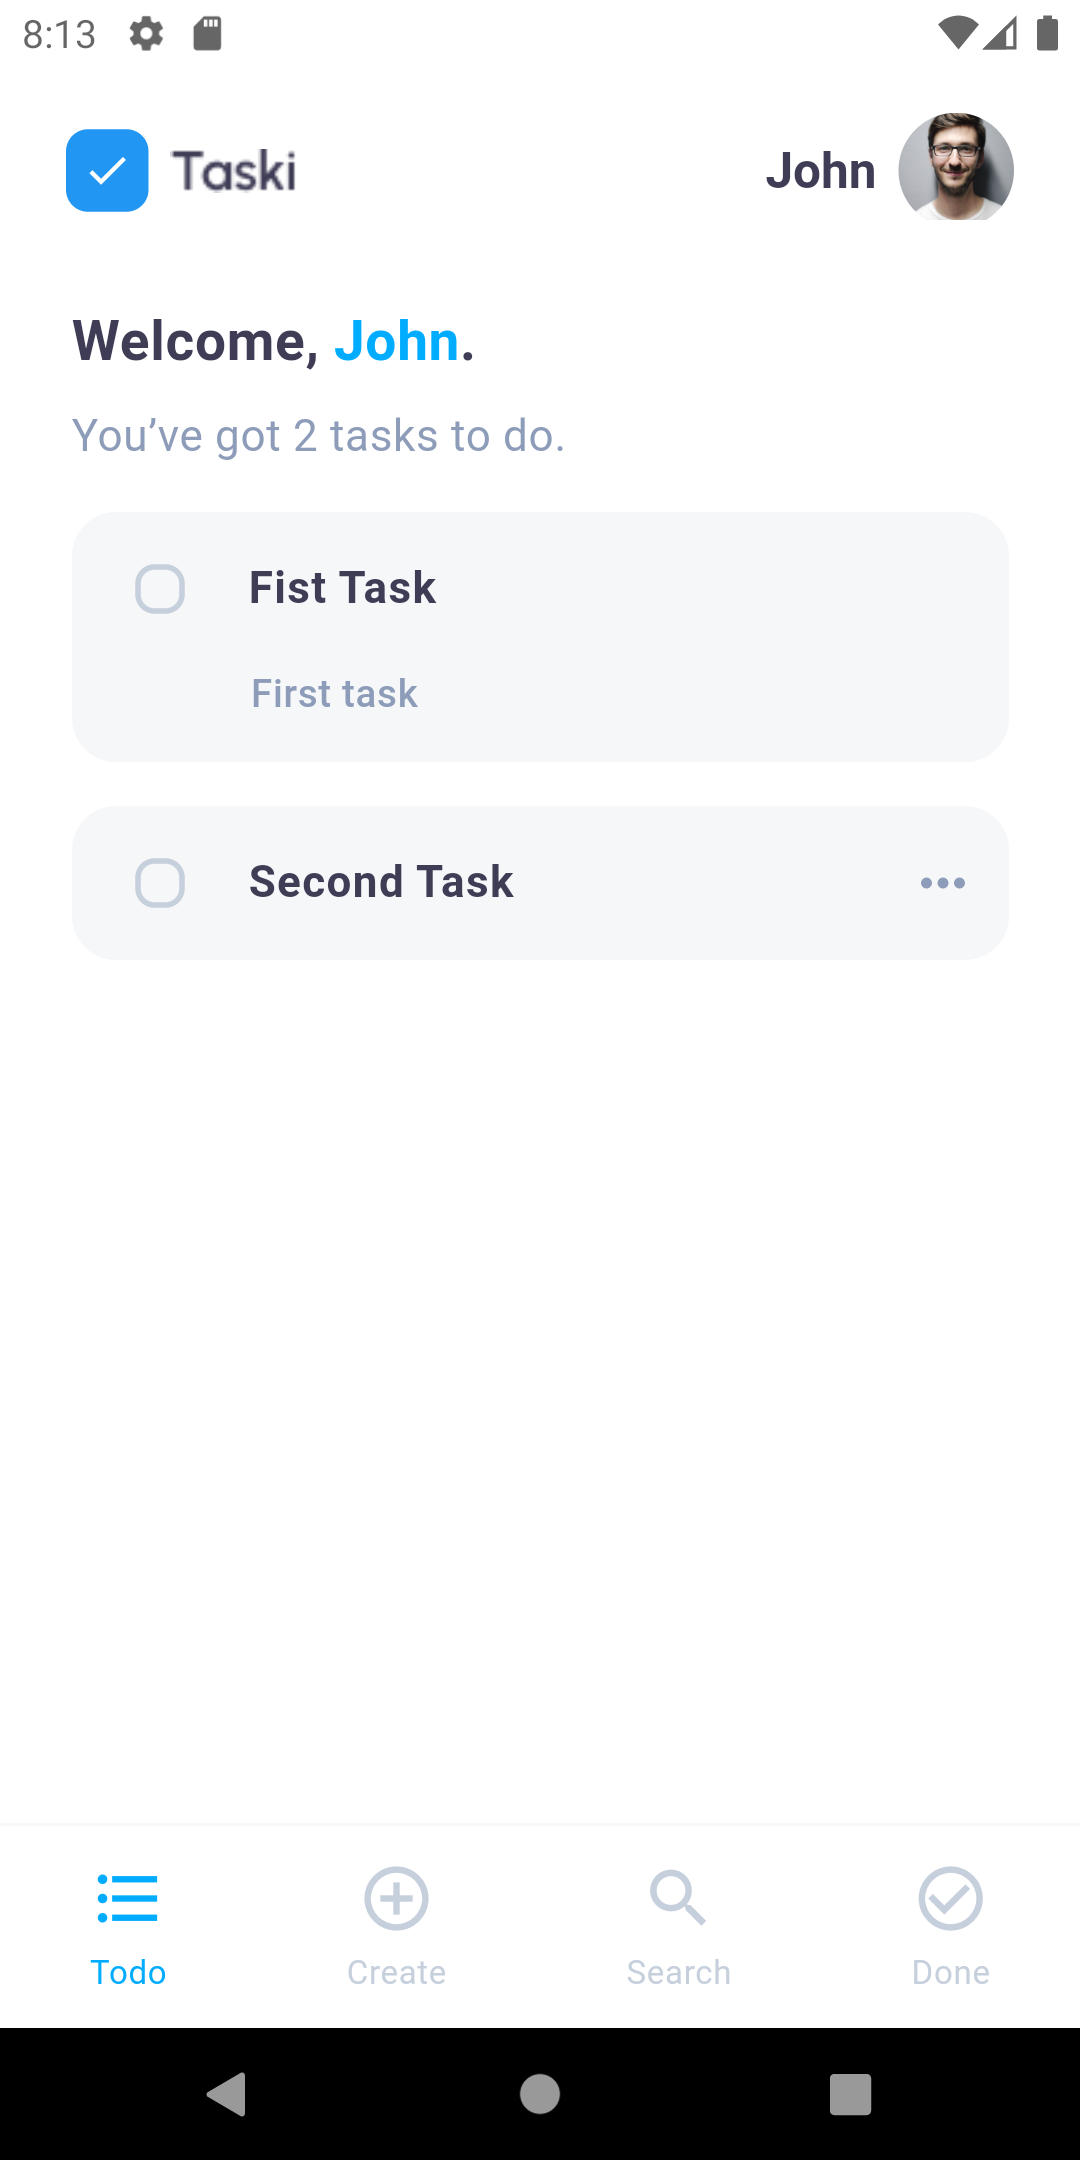 8:13
Taski
John
Welcome, John.
You’ve got 2 tasks to do.
Fist Task
First task
Second Task
Todo
Create
Search
Done